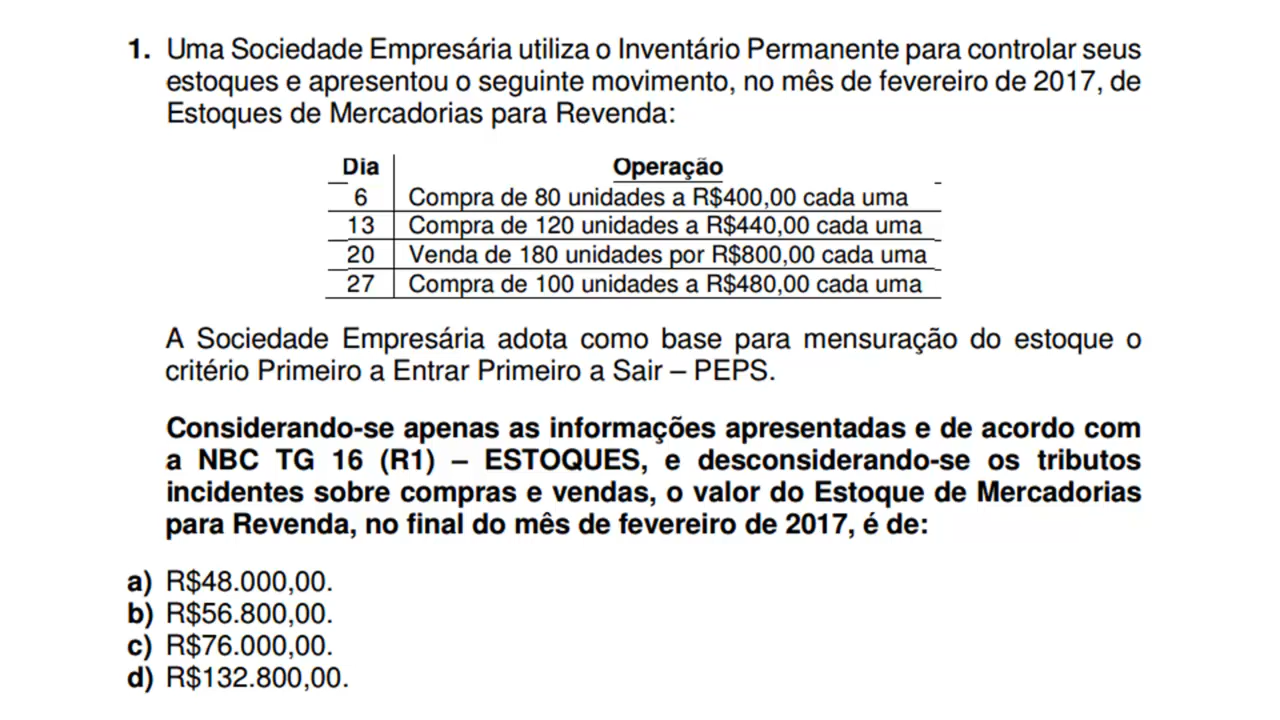 1. Uma Sociedade Empresária utiliza o Inventário Permanente para controlar seus
estoques e apresentou o seguinte movimento, no mês de fevereiro de 2017, de
Estoques de Mercadorias para Revenda:
Dia Operação
6 Compra de 80 unidades a R$400,00 cada uma
13 Compra de 120 unidades a R$440,00 cada uma
20 Venda de 180 unidades por R$800,00 cada uma
27 Compra de 100 unidades a R$480,00 cada uma
A Sociedade Empresária adota como base para mensuração do estoque o
critério Primeiro a Entrar Primeiro a Sair – PEPS.
Considerando-se apenas as informações apresentadas e de acordo com
a NBC TG 16 (R1) – ESTOQUES, e desconsiderando-se os tributos
incidentes sobre compras e vendas, o valor do Estoque de Mercadorias
para Revenda, no final do mês de fevereiro de 2017, é de:
a) R$48.000,00.
b) R$56.800,00.
c) R$76.000,00.
d) R$132.800,00.